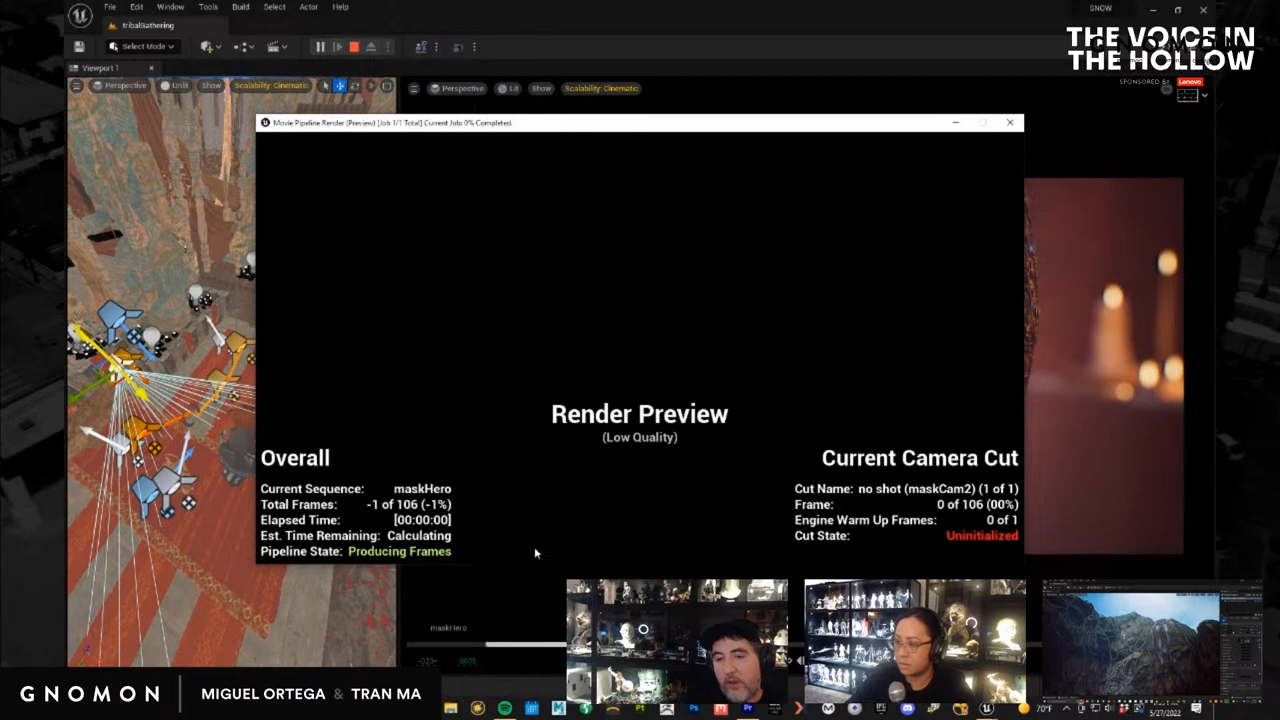 File Edit Window Tools Build Select Actor Help
SNOW
tribalGathering
Select Mode
THE VOICE IN
THE HOLLOW
SPONSORED BY Lenovo
Viewport 1
Perspective Unlit Show Scalability: Cinematic
Perspective Lit Show Scalability: Cinematic
Movie Pipeline Render (Preview) [Job 1/1 Total] Current Job: 0% Completed.
Render Preview
(Low Quality)
Overall
Current Sequence: maskHero
Total Frames: -1 of 106 (-1%)
Elapsed Time: [00:00:00]
Est. Time Remaining: Calculating
Pipeline State: Producing Frames
Current Camera Cut
Cut Name: no shot (maskCam2) (1 of 1)
Frame: 0 of 106 (00%)
Engine Warm Up Frames: 0 of 1
Cut State: Uninitialized
maskHero
GNOMON
MIGUEL ORTEGA & TRAN MA
70°F
5/27/2022